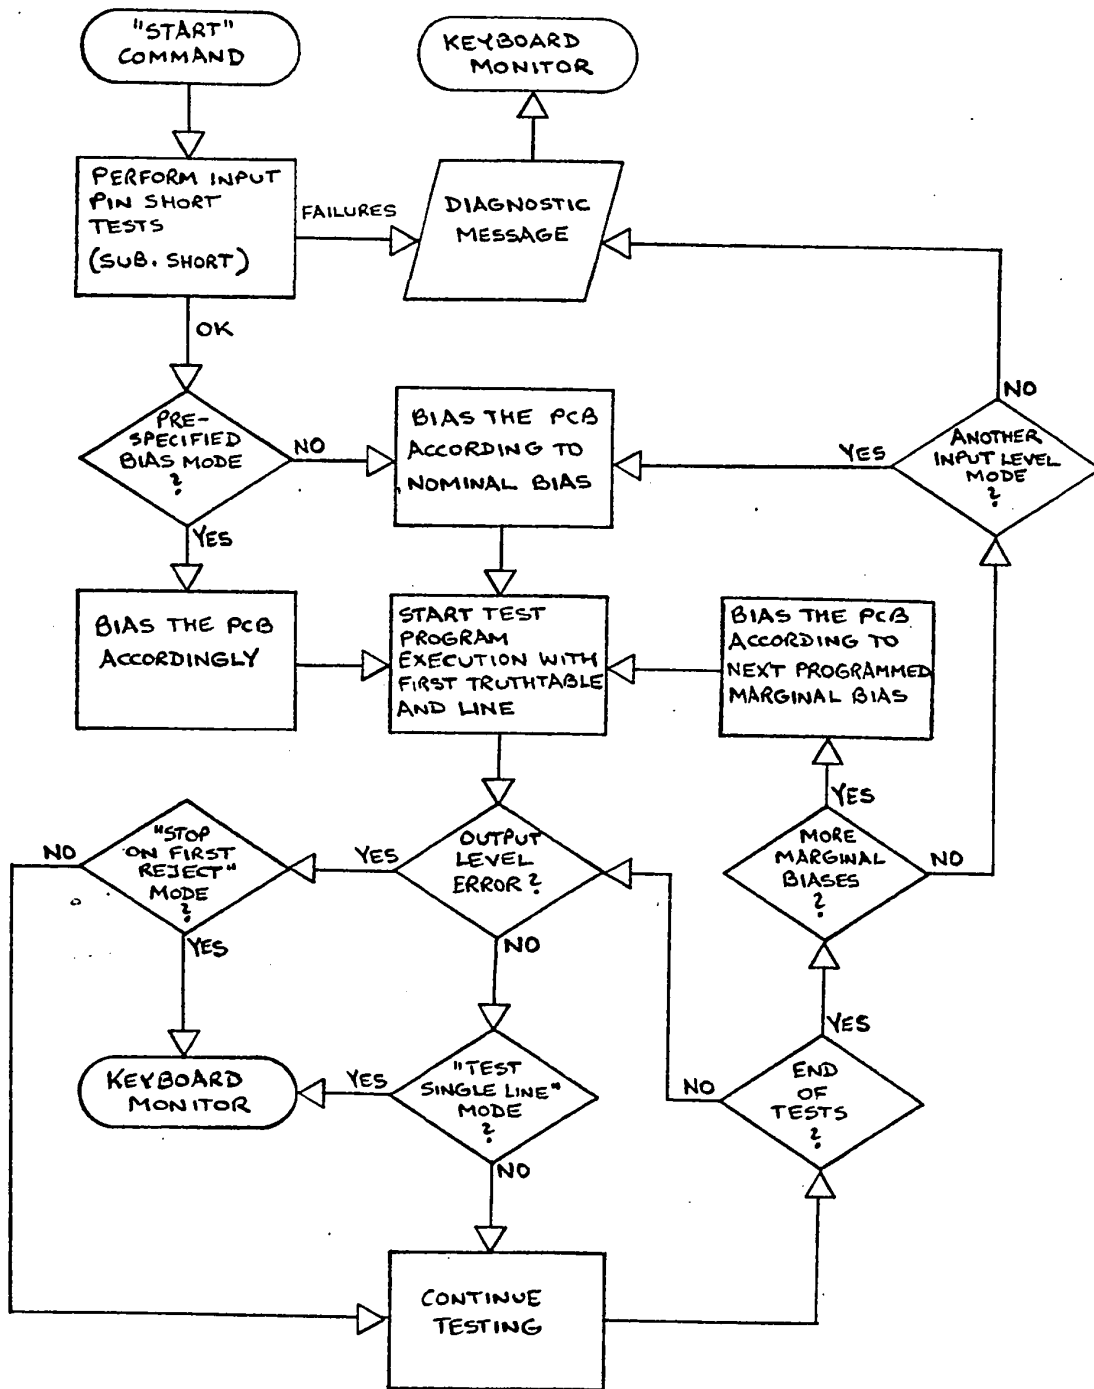 "START"
COMMAND
KEYBOARD
MONITOR
PERFORM INPUT
PIN SHORT
TESTS
(SUB. SHORT)
FAILURES
DIAGNOSTIC
MESSAGE
OK
PRE-
SPECIFIED
BIAS MODE
?
NO
YES
BIAS THE PCB
ACCORDING TO
NOMINAL BIAS
YES
ANOTHER
INPUT LEVEL
MODE
?
NO
BIAS THE PCB
ACCORDINGLY
START TEST
PROGRAM
EXECUTION WITH
FIRST TRUTHTABLE
AND LINE
BIAS THE PCB
ACCORDING TO
NEXT PROGRAMMED
MARGINAL BIAS
YES
NO
"STOP
ON FIRST
REJECT"
MODE
?
YES
YES
OUTPUT
LEVEL
ERROR?
NO
MORE
MARGINAL
BIASES
?
NO
YES
KEYBOARD
MONITOR
YES
"TEST
SINGLE LINE"
MODE
?
NO
NO
END
OF
TESTS
?
CONTINUE
TESTING